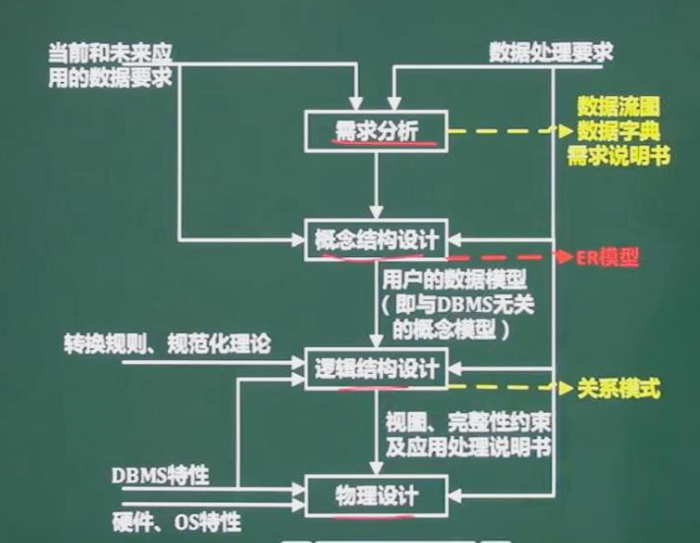 当前和未来应
用的数据要求
数据处理要求
需求分析
数据流图
数据字典
需求说明书
概念结构设计
ER模型
用户的数据模型
（即与DBMS无关
的概念模型）
转换规则、规范化理论
逻辑结构设计
关系模式
视图、完整性约束
及应用处理说明书
DBMS特性
物理设计
硬件、OS特性